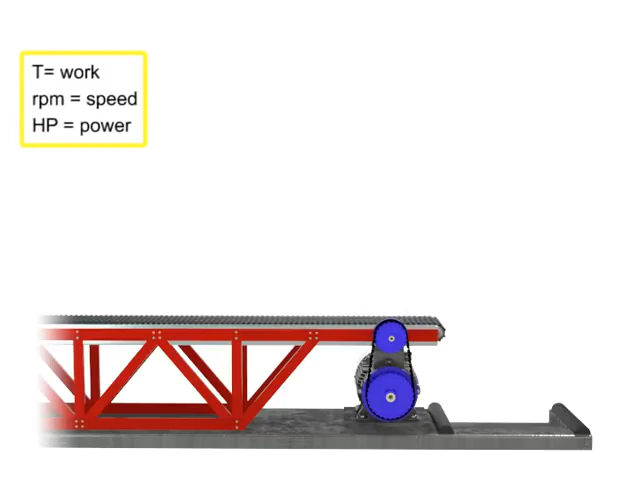 T= work
rpm = speed
HP = power